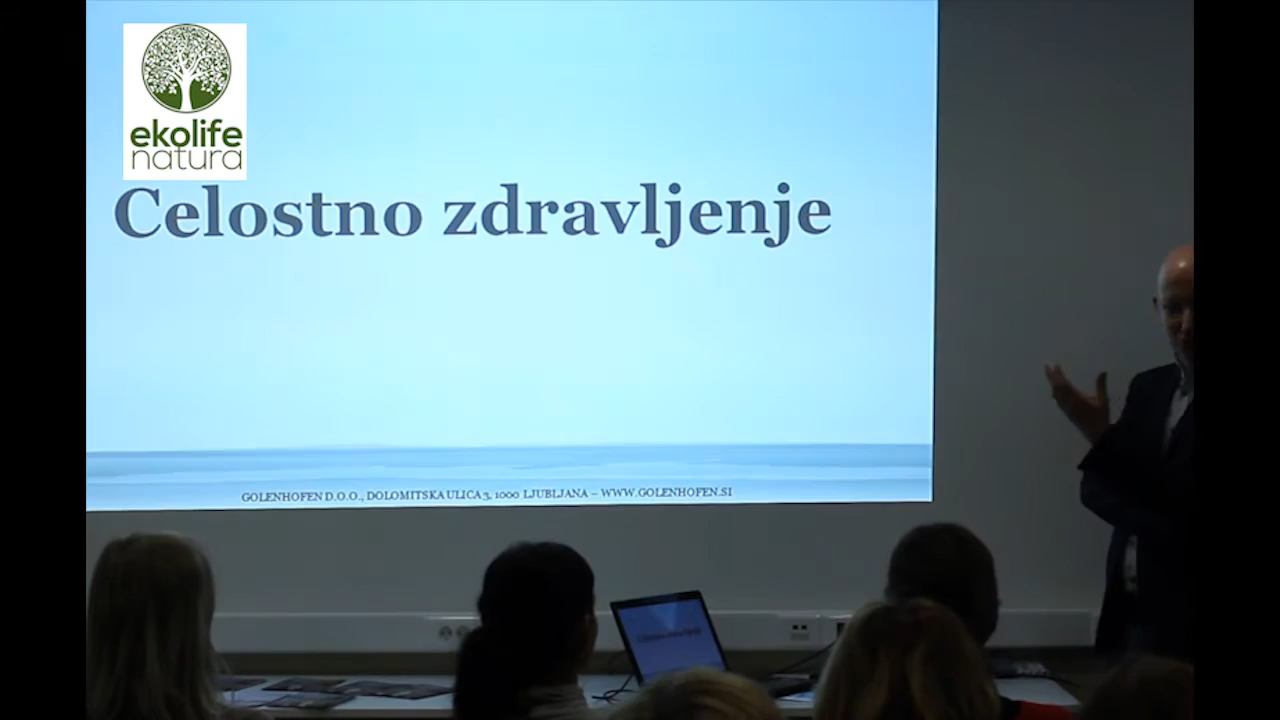 ekolife
natura
Celostno zdravljenje
GOLENHOFEN D.O.O., DOLOMITSKA ULICA 3, 1000 LJUBLJANA – WWW.GOLENHOFEN.SI